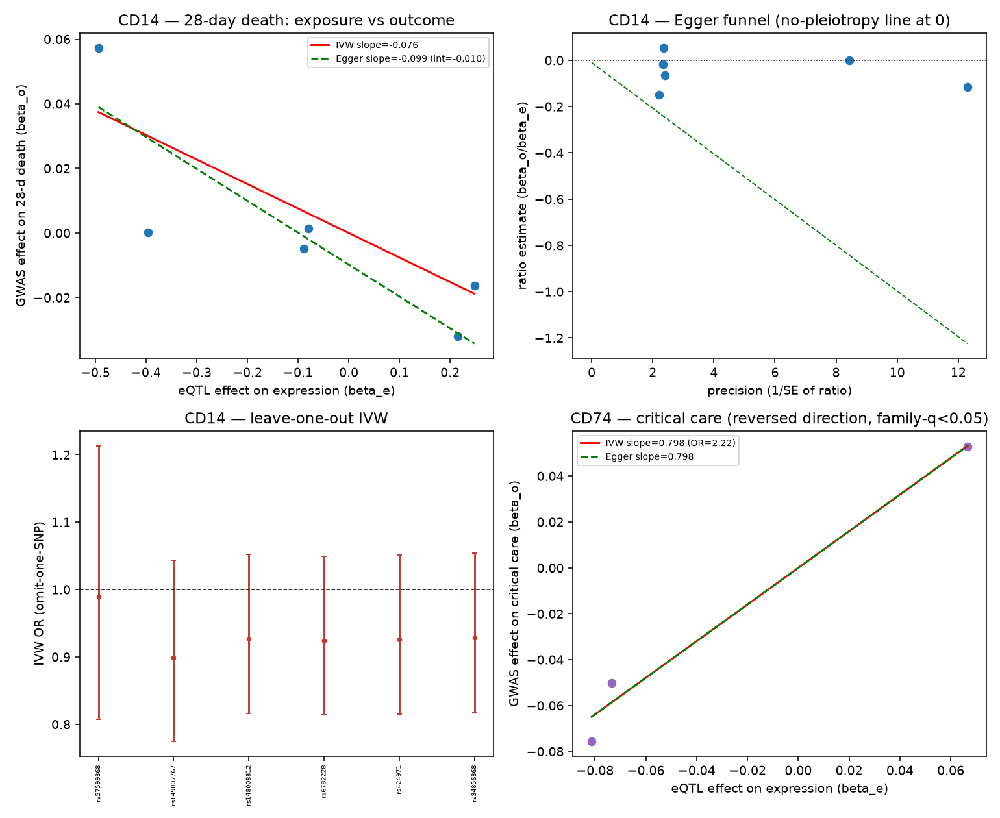 CD14 — 28-day death: exposure vs outcome
GWAS effect on 28-d death (beta_o)
0.06
0.04
0.02
0.00
−0.02
IVW slope=-0.076
Egger slope=-0.099 (int=-0.010)
−0.5 −0.4 −0.3 −0.2 −0.1 0.0 0.1 0.2
eQTL effect on expression (beta_e)
CD14 — Egger funnel (no-pleiotropy line at 0)
ratio estimate (beta_o/beta_e)
0.0
−0.2
−0.4
−0.6
−0.8
−1.0
−1.2
0 2 4 6 8 10 12
precision (1/SE of ratio)
CD14 — leave-one-out IVW
IVW OR (omit-one-SNP)
1.2
1.1
1.0
0.9
0.8
rs57599368
rs149007767
rs148008812
rs6782228
rs424971
rs34856868
CD74 — critical care (reversed direction, family-q<0.05)
GWAS effect on critical care (beta_o)
IVW slope=0.798 (OR=2.22)
Egger slope=0.798
0.04
0.02
0.00
−0.02
−0.04
−0.06
−0.08
−0.08 −0.06 −0.04 −0.02 0.00 0.02 0.04 0.06
eQTL effect on expression (beta_e)